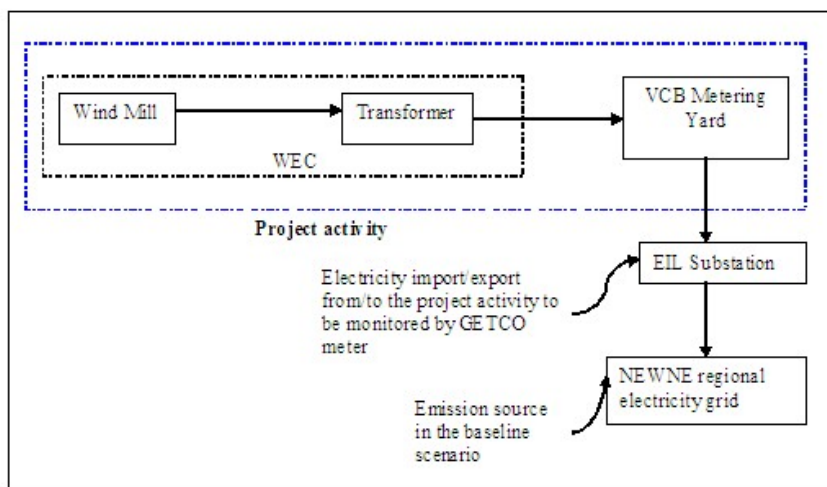 Wind Mill
Transformer
VCB Metering
Yard
WEC
Project activity
EIL Substation
Electricity import/export
from/to the project activity to
be monitored by GETCO
meter
NEWNE regional
electricity grid
Emission source
in the baseline
scenario